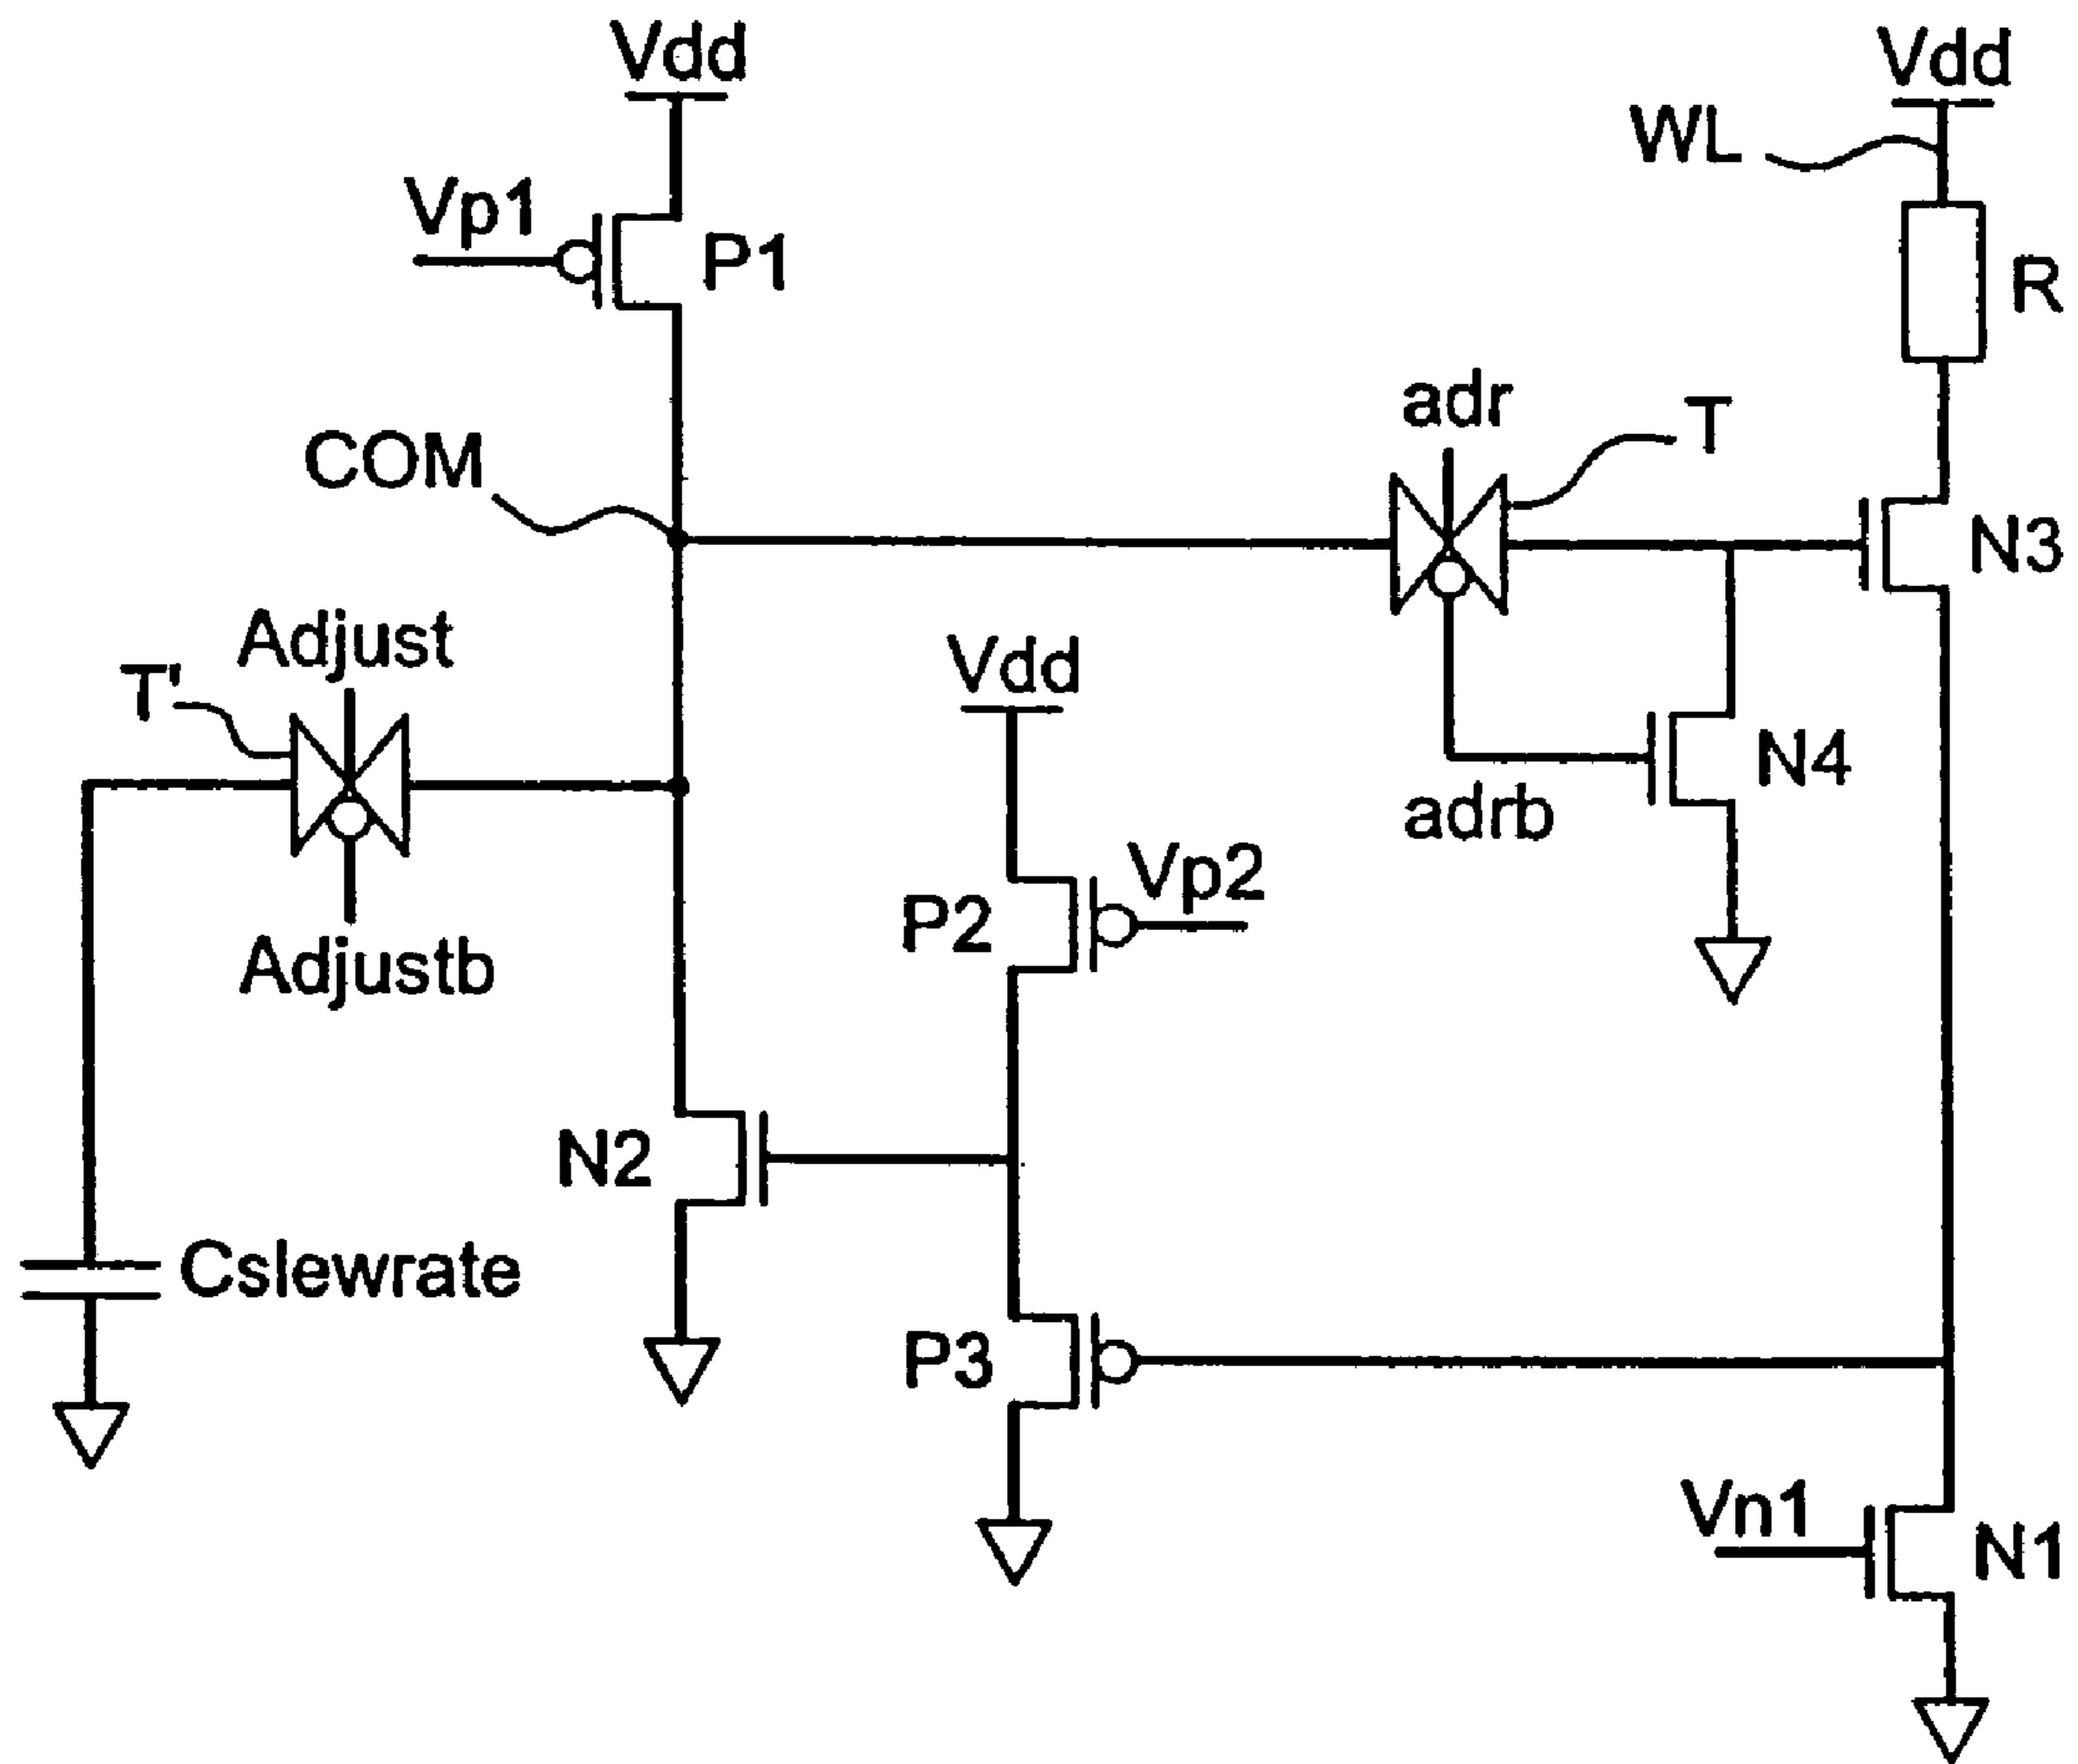 Vdd
Vdd
WL
Vp1
P1
R
adr
T
COM
N3
Adjust
T'
Vdd
N4
adrb
Vp2
P2
Adjustb
N2
Cslewrate
P3
Vn1
N1